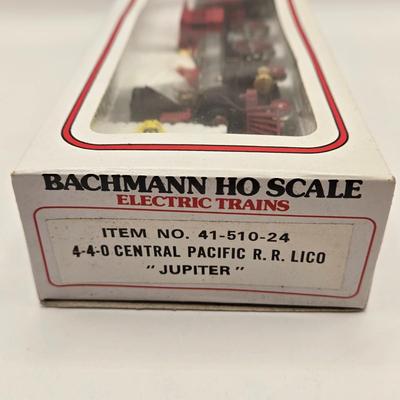 BACHMANN HO SCALE
ELECTRIC TRAINS
ITEM NO. 41-510-24
4-4-0 CENTRAL PACIFIC R. R. LICO
"JUPITER"